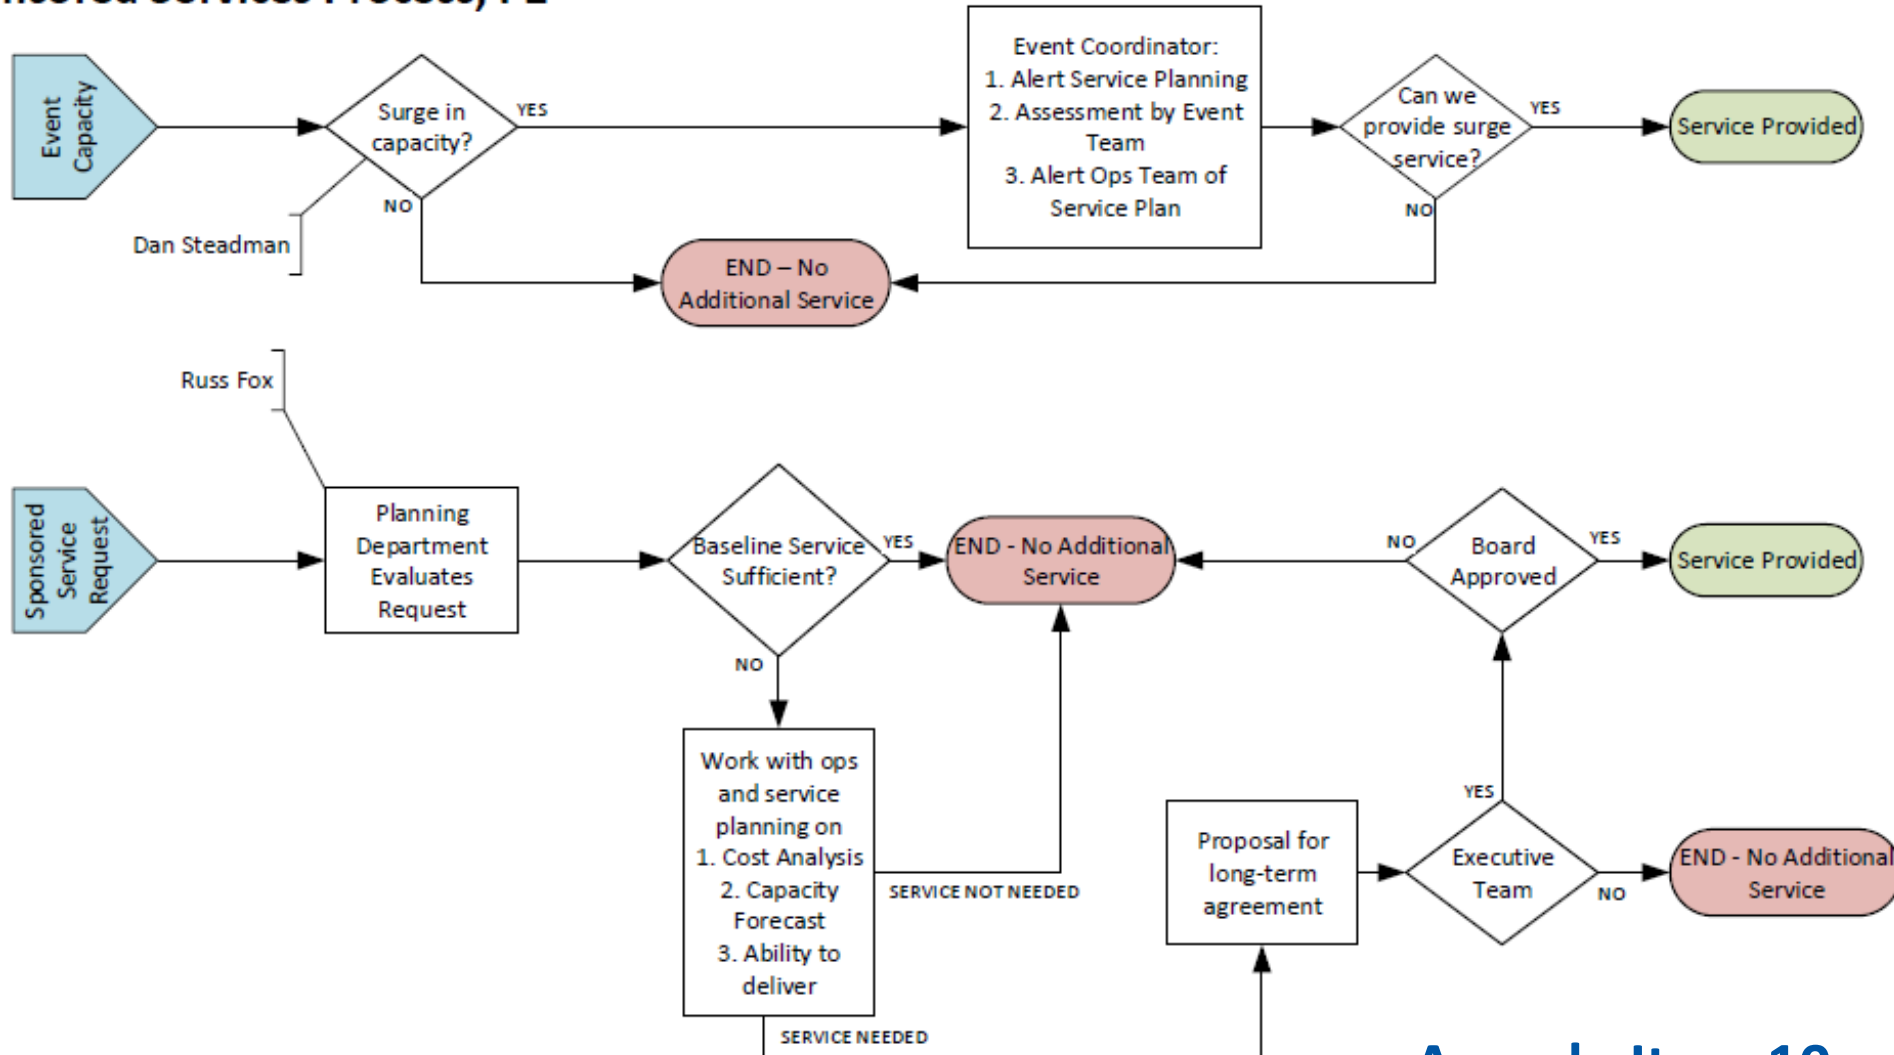 Services Process,
Event
Capacity
Surge in
capacity?
YES
NO
Dan Steadman
Event Coordinator:
1. Alert Service Planning
2. Assessment by Event
Team
3. Alert Ops Team of
Service Plan
Can we
provide surge
service?
YES
NO
Service Provided
END – No
Additional Service
Russ Fox
Sponsored
Service
Request
Planning
Department
Evaluates
Request
Baseline Service
Sufficient?
YES
NO
END - No Additional
Service
NO
Board
Approved
YES
Service Provided
Work with ops
and service
planning on
1. Cost Analysis
2. Capacity
Forecast
3. Ability to
deliver
SERVICE NOT NEEDED
SERVICE NEEDED
Proposal for
long-term
agreement
YES
Executive
Team
NO
END - No Additional
Service